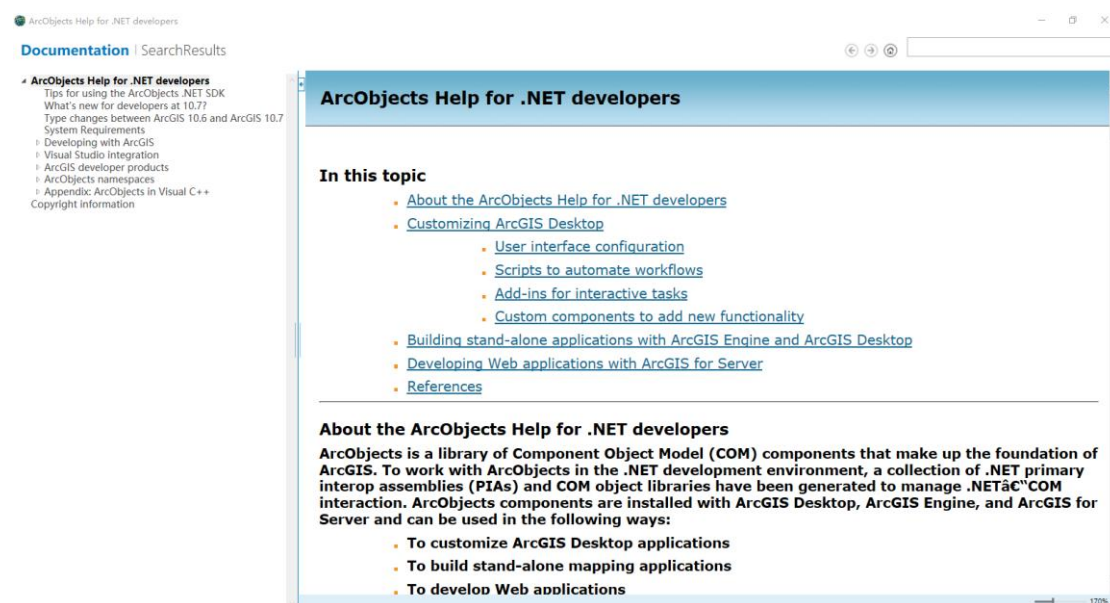 ArcObjects Help for .NET developers
Documentation | SearchResults
ArcObjects Help for .NET developers
Tips for using the ArcObjects .NET SDK
What's new for developers at 10.7?
Type changes between ArcGIS 10.6 and ArcGIS 10.7
System Requirements
Developing with ArcGIS
Visual Studio integration
ArcGIS developer products
ArcObjects namespaces
Appendix: ArcObjects in Visual C++
Copyright information
ArcObjects Help for .NET developers
In this topic
About the ArcObjects Help for .NET developers
Customizing ArcGIS Desktop
User interface configuration
Scripts to automate workflows
Add-ins for interactive tasks
Custom components to add new functionality
Building stand-alone applications with ArcGIS Engine and ArcGIS Desktop
Developing Web applications with ArcGIS for Server
References
About the ArcObjects Help for .NET developers
ArcObjects is a library of Component Object Model (COM) components that make up the foundation of
ArcGIS. To work with ArcObjects in the .NET development environment, a collection of .NET primary
interop assemblies (PIAs) and COM object libraries have been generated to manage .NETâ€“COM
interaction. ArcObjects components are installed with ArcGIS Desktop, ArcGIS Engine, and ArcGIS for
Server and can be used in the following ways:
To customize ArcGIS Desktop applications
To build stand-alone mapping applications
To develop Web applications
170%